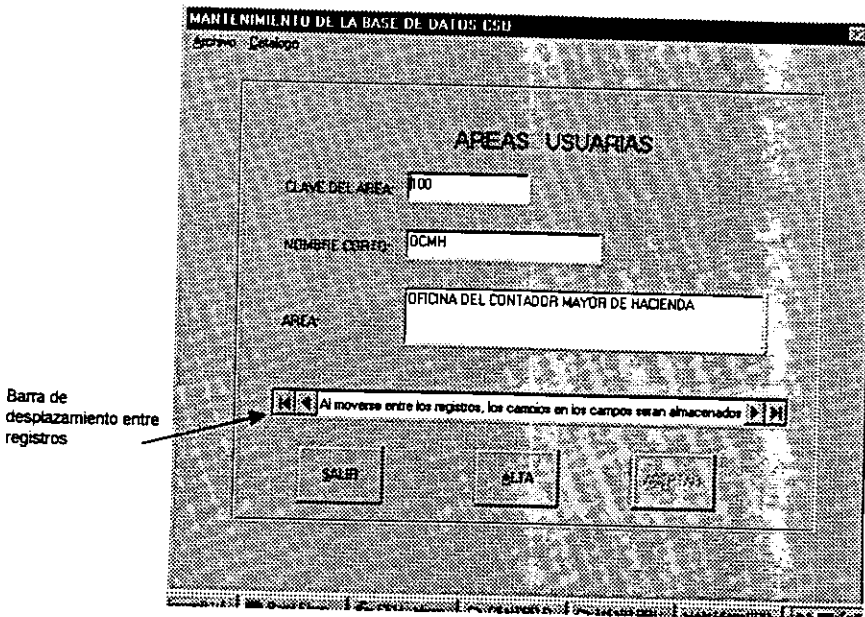 MANTENIMIENTO DE LA BASE DE DATOS CSU
Archivo Catalogo
AREAS USUARIAS
CLAVE DEL AREA: 100
NOMBRE CORTO: OCMH
AREA: OFICINA DEL CONTADOR MAYOR DE HACIENDA
Al moverse entre los registros, los cambios en los campos seran almacenados
Barra de
desplazamiento entre
registros
SALIR ALTA